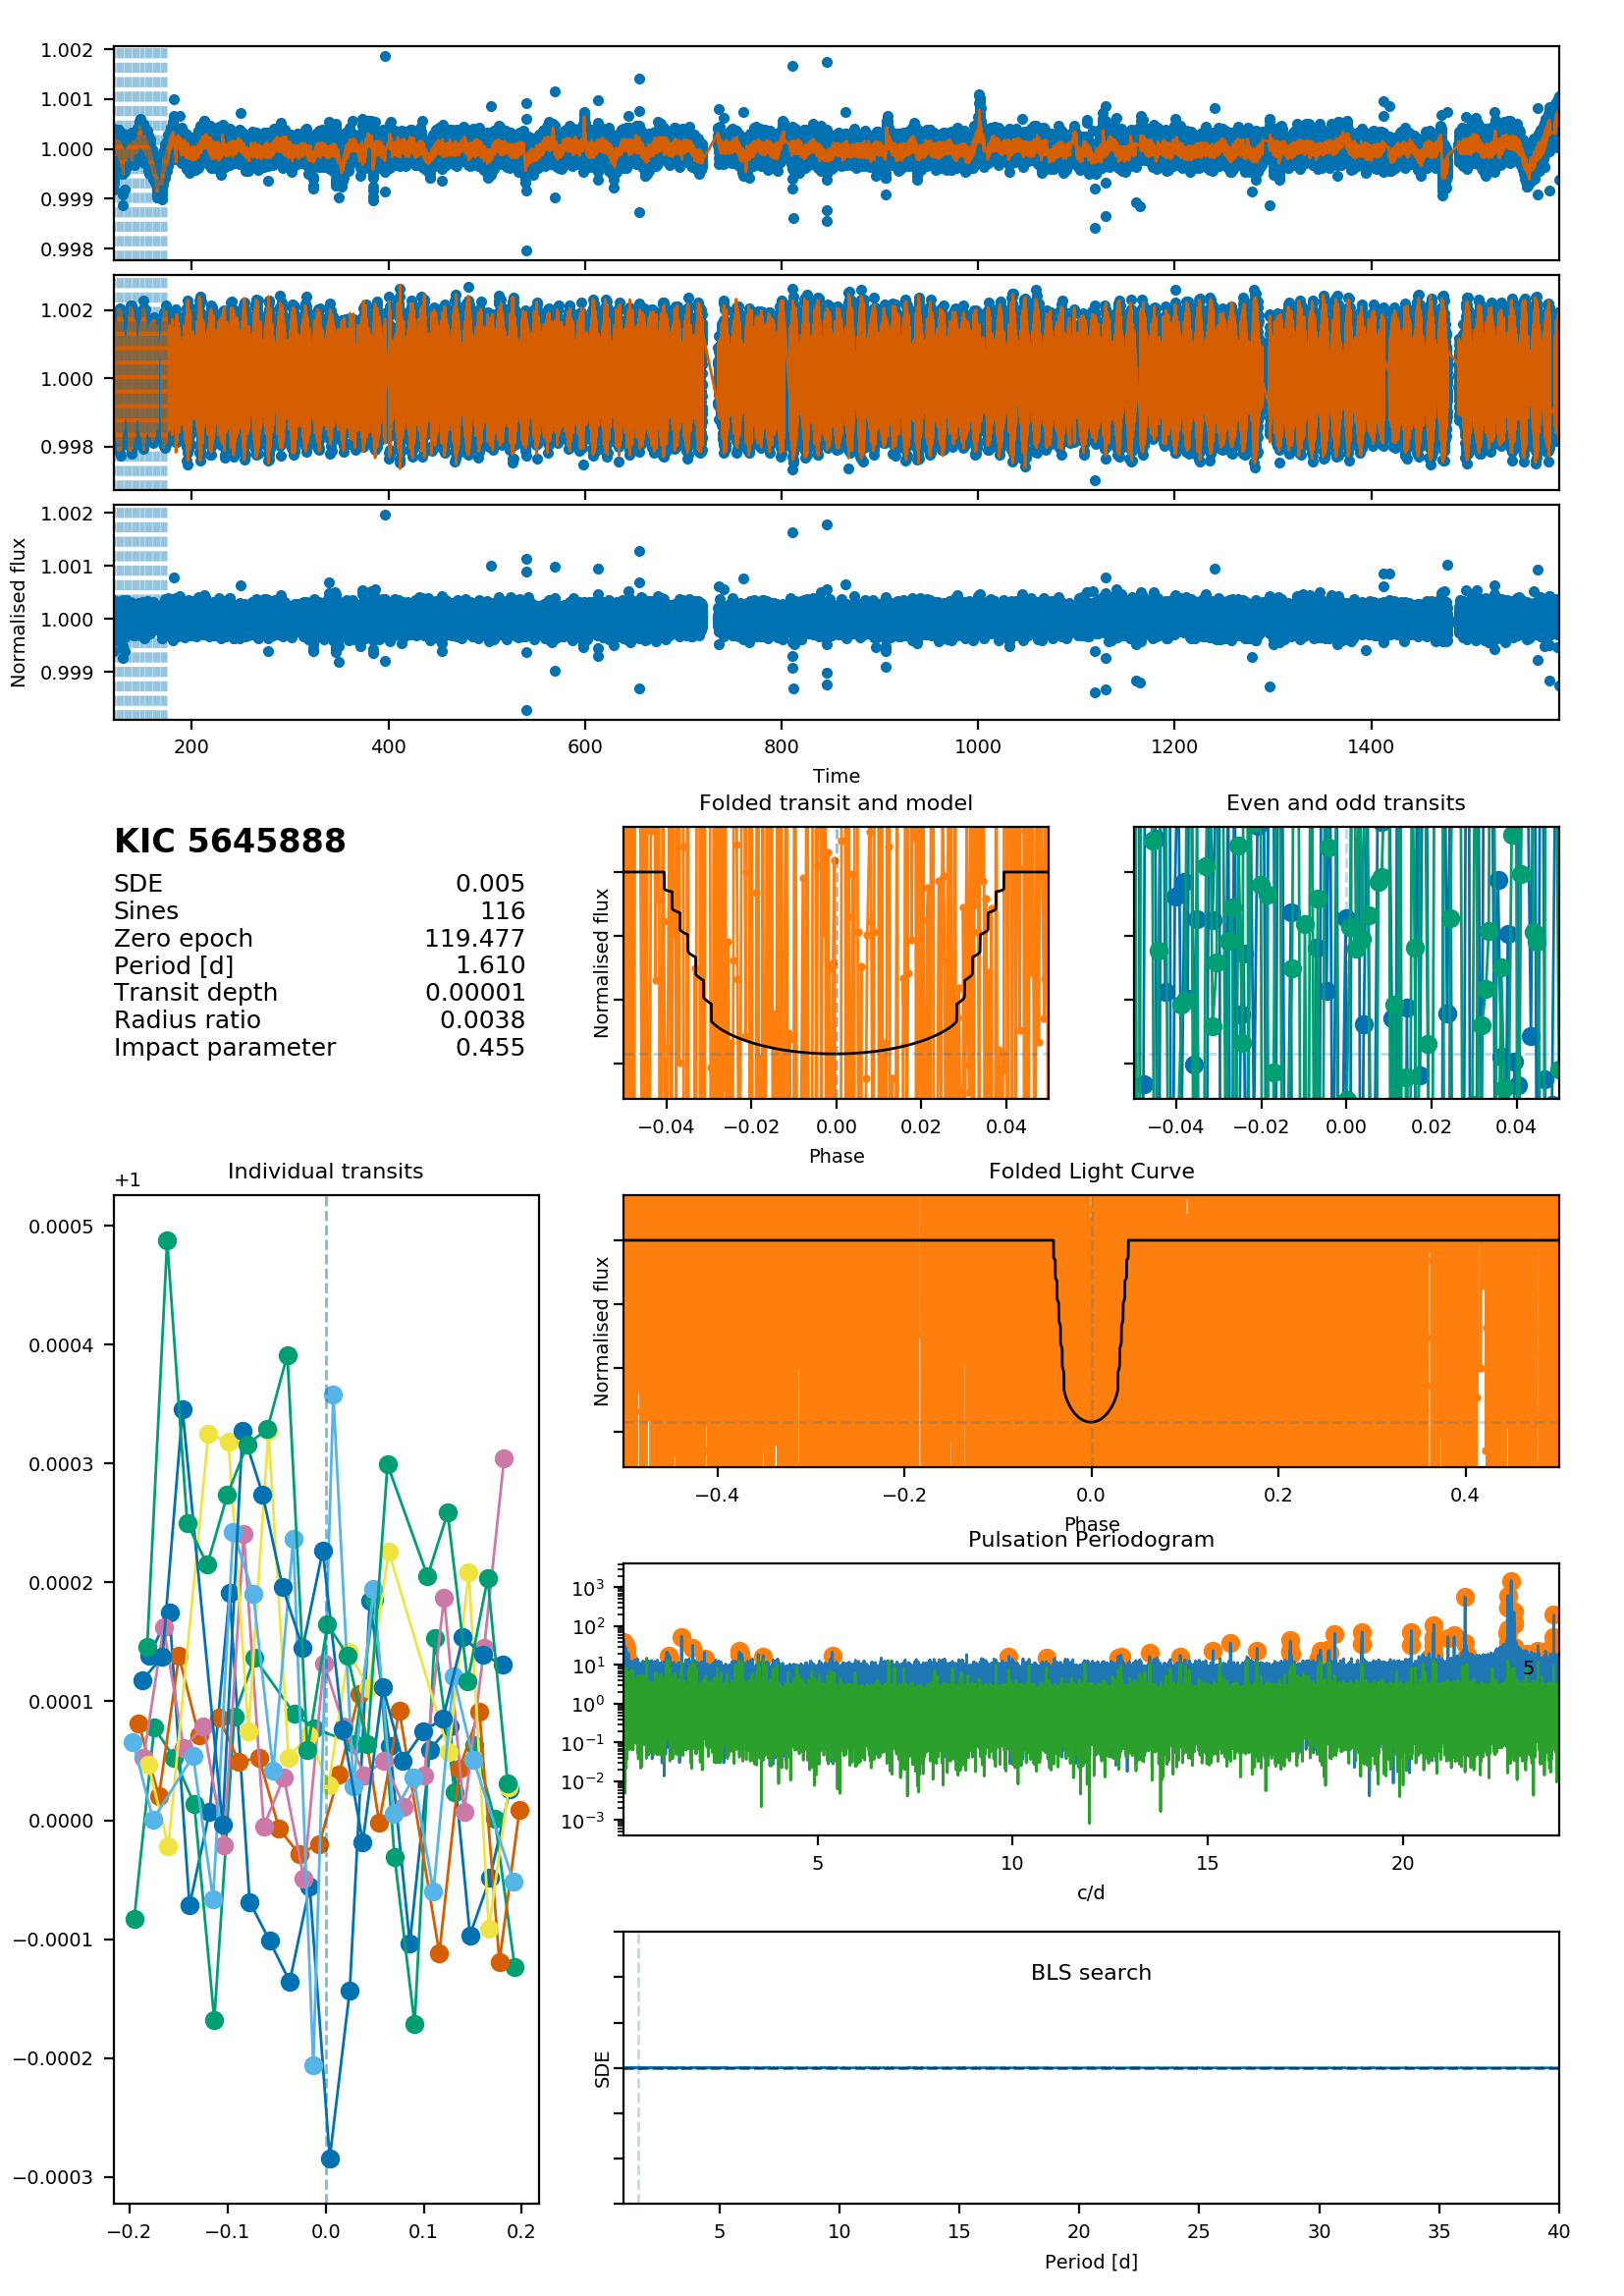 1.002
1.001
1.000
0.999
0.998
1.002
1.000
0.998
1.002
1.001
1.000
0.999
Normalised flux
200 400 600 800 1000 1200 1400
Time
KIC 5645888
SDE 0.005
Sines 116
Zero epoch 119.477
Period [d] 1.610
Transit depth 0.00001
Radius ratio 0.0038
Impact parameter 0.455
Folded transit and model
Normalised flux
−0.04 −0.02 0.00 0.02 0.04
Phase
Even and odd transits
−0.04 −0.02 0.00 0.02 0.04
Individual transits
+1
0.0005
0.0004
0.0003
0.0002
0.0001
0.0000
−0.0001
−0.0002
−0.0003
−0.2 −0.1 0.0 0.1 0.2
Folded Light Curve
Normalised flux
−0.4 −0.2 0.0 0.2 0.4
Phase
Pulsation Periodogram
10³
10²
10¹
10⁰
10⁻¹
10⁻²
10⁻³
5
5 10 15 20
c/d
BLS search
SDE
5 10 15 20 25 30 35 40
Period [d]